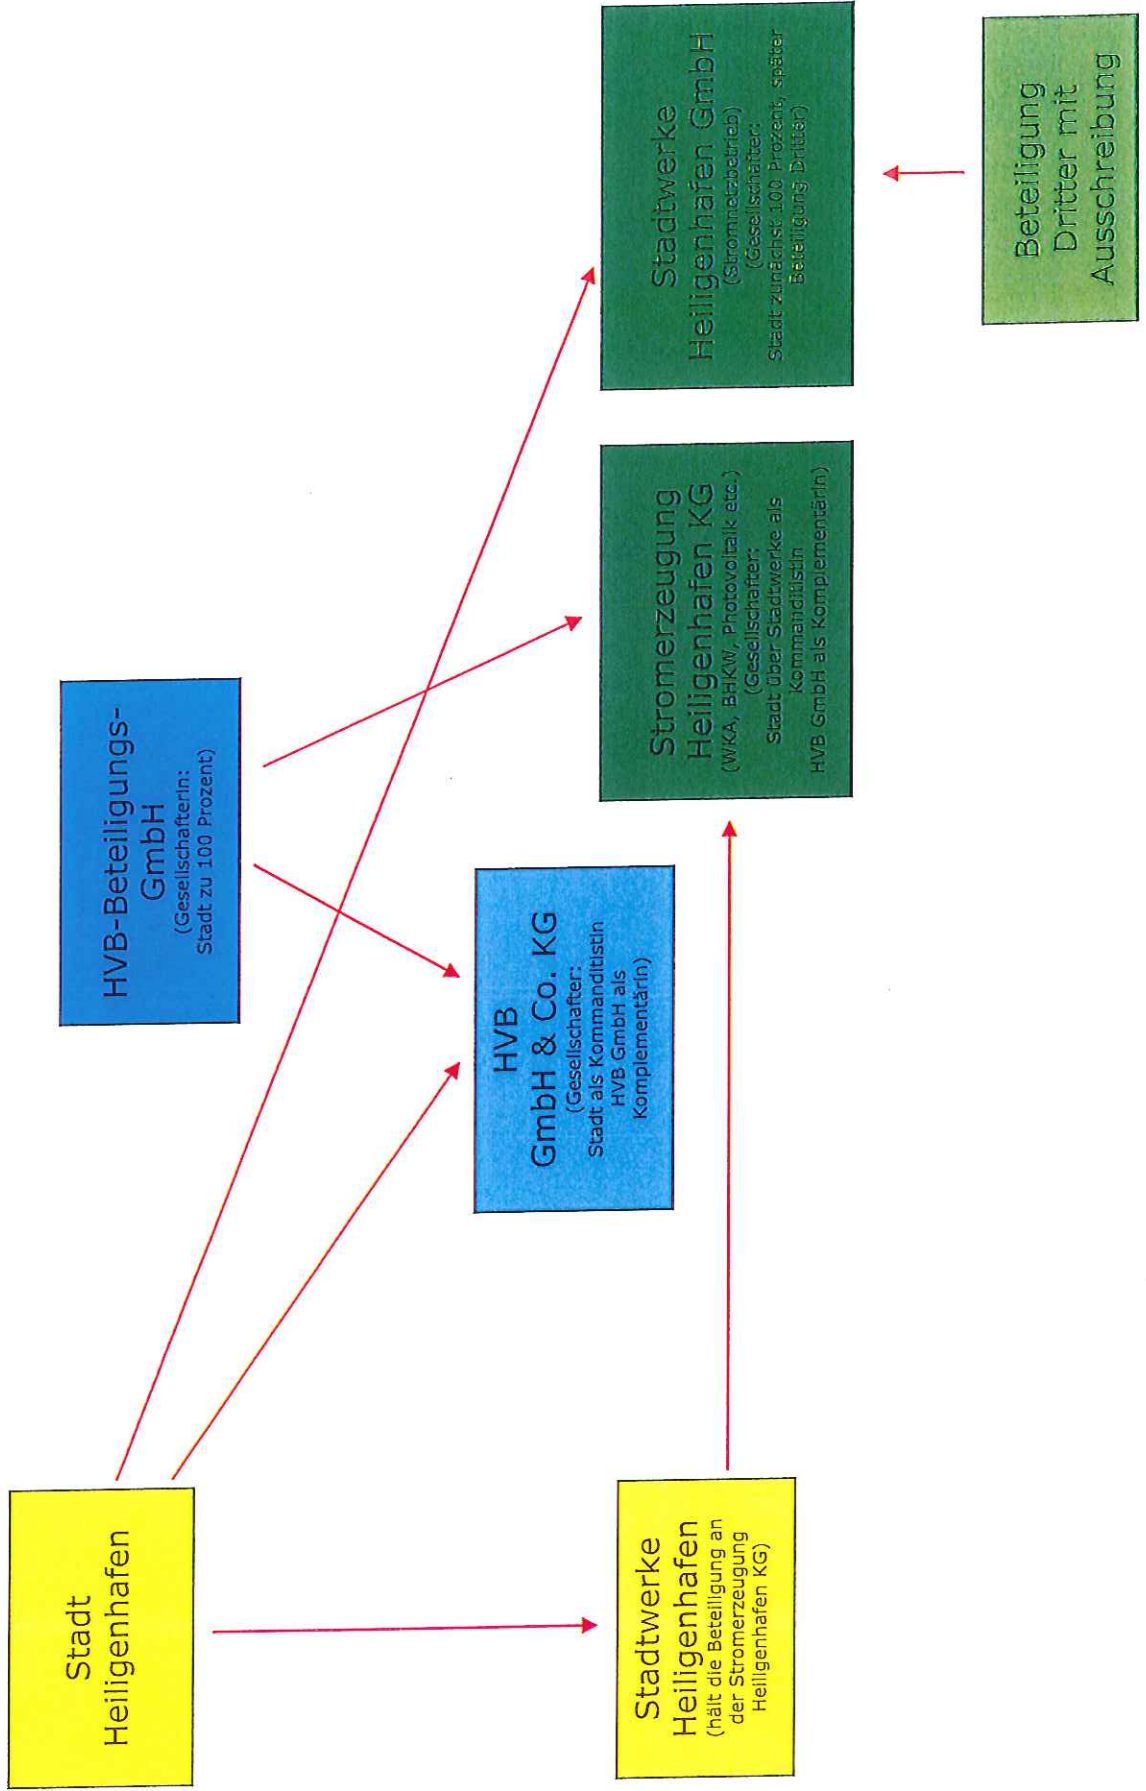 Stadt
Heiligenhafen
HVB-Beteiligungs-
GmbH
(Gesellschafterin:
Stadt zu 100 Prozent)
HVB
GmbH & Co. KG
(Gesellschafter:
Stadt als Kommanditistin
HVB GmbH als
Komplementärin)
Stadtwerke
Heiligenhafen
(hält die Beteiligung an
der Stromerzeugung
Heiligenhafen KG)
Stromerzeugung
Heiligenhafen KG
(WKA, BHKW, Photovoltaik etc.)
(Gesellschafter:
Stadt über Stadtwerke als
Kommanditistin
HVB GmbH als Komplementärin)
Stadtwerke
Heiligenhafen GmbH
(Stromnetzbetrieb)
(Gesellschafter:
Stadt zunächst 100 Prozent, später
Beteiligung Dritter)
Beteiligung
Dritter mit
Ausschreibung